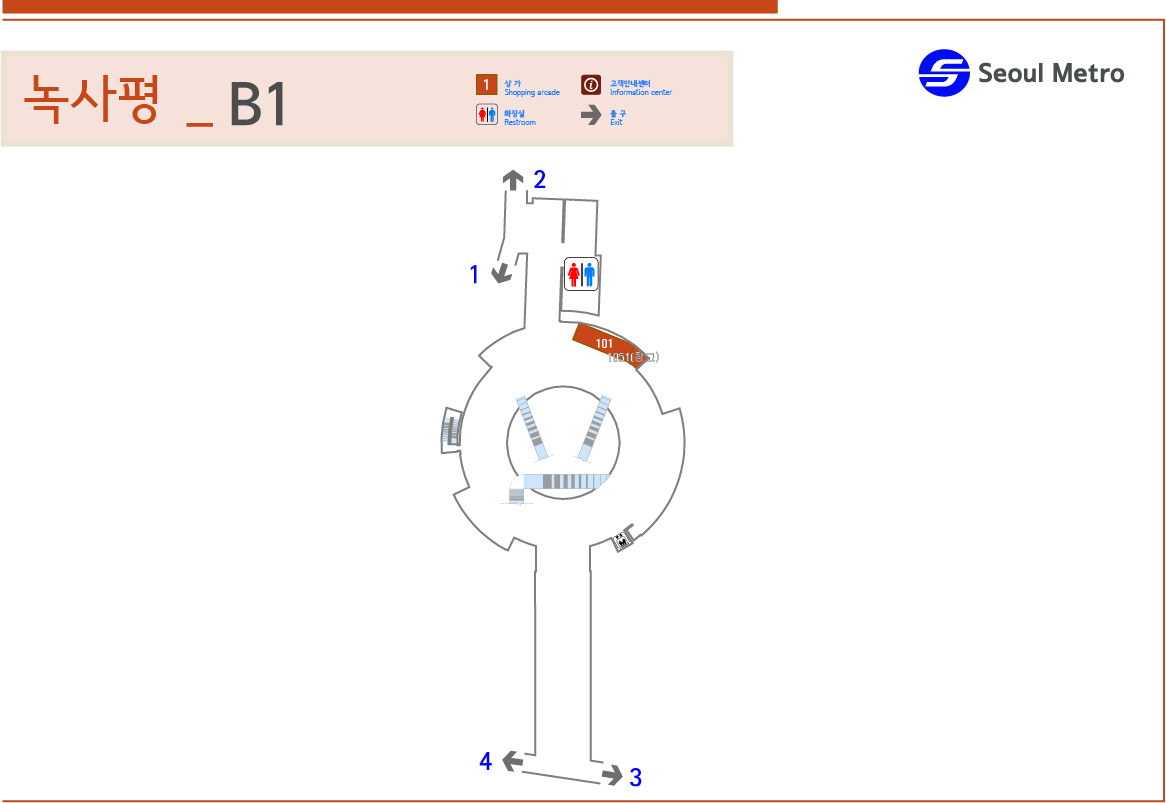 녹사평 _ B1
1 상 가
Shopping arcade
고객안내센터
Information center
화장실
Restroom
출 구
Exit
Seoul Metro
2
1
101
1051(창고)
4
3